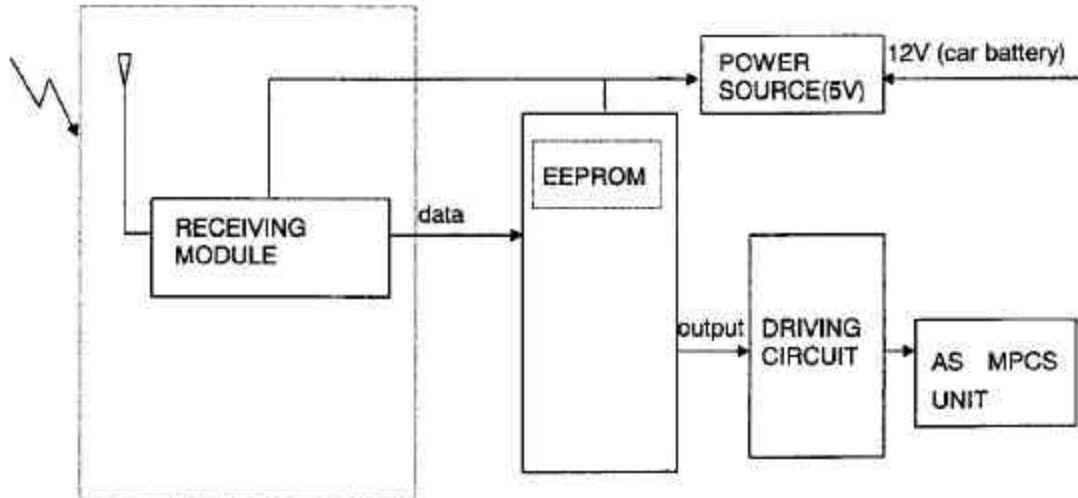 POWER
SOURCE(5V)
12V (car battery)
EEPROM
RECEIVING
MODULE
data
output
DRIVING
CIRCUIT
AS MPCS
UNIT